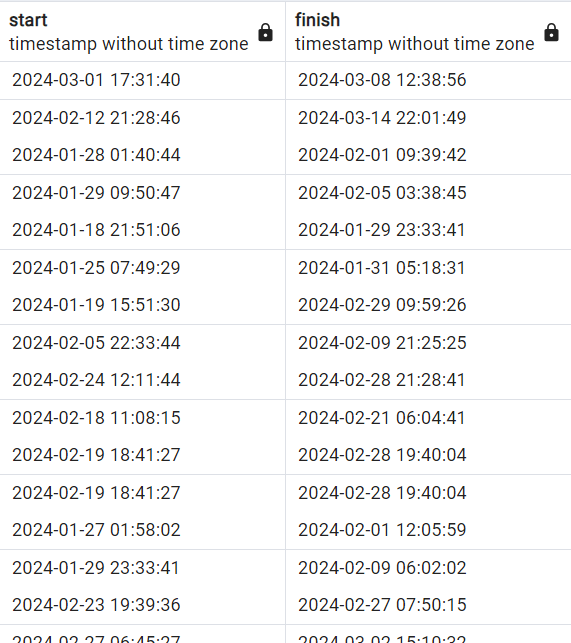 start finish
timestamp without time zone timestamp without time zone
2024-03-01 17:31:40 2024-03-08 12:38:56
2024-02-12 21:28:46 2024-03-14 22:01:49
2024-01-28 01:40:44 2024-02-01 09:39:42
2024-01-29 09:50:47 2024-02-05 03:38:45
2024-01-18 21:51:06 2024-01-29 23:33:41
2024-01-25 07:49:29 2024-01-31 05:18:31
2024-01-19 15:51:30 2024-02-29 09:59:26
2024-02-05 22:33:44 2024-02-09 21:25:25
2024-02-24 12:11:44 2024-02-28 21:28:41
2024-02-18 11:08:15 2024-02-21 06:04:41
2024-02-19 18:41:27 2024-02-28 19:40:04
2024-02-19 18:41:27 2024-02-28 19:40:04
2024-01-27 01:58:02 2024-02-01 12:05:59
2024-01-29 23:33:41 2024-02-09 06:02:02
2024-02-23 19:39:36 2024-02-27 07:50:15
2024-02-27 06:45:27 2024-03-02 15:10:32